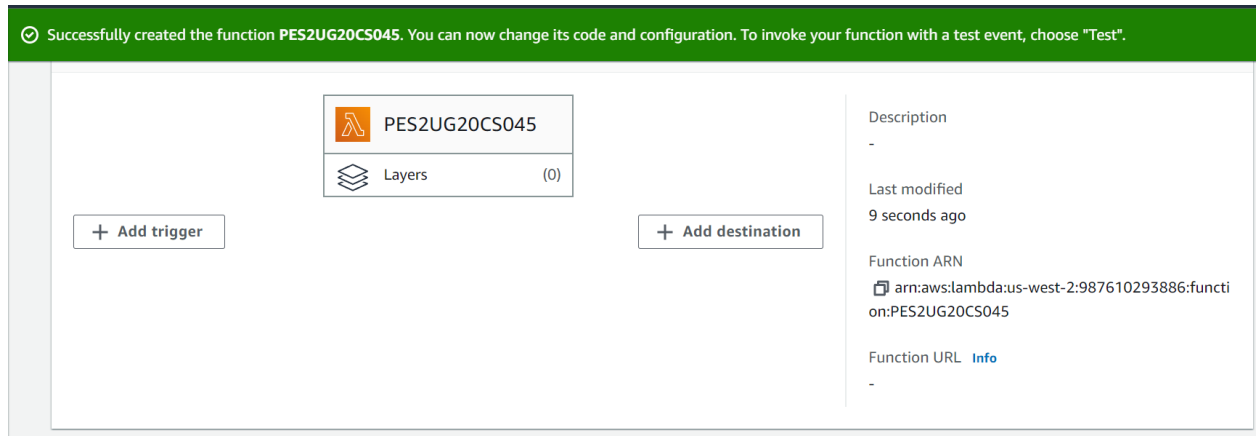 Successfully created the function PES2UG20CS045. You can now change its code and configuration. To invoke your function with a test event, choose "Test".
PES2UG20CS045
Layers (0)
+ Add trigger
+ Add destination
Description
-
Last modified
9 seconds ago
Function ARN
arn:aws:lambda:us-west-2:987610293886:functi
on:PES2UG20CS045
Function URL Info
-